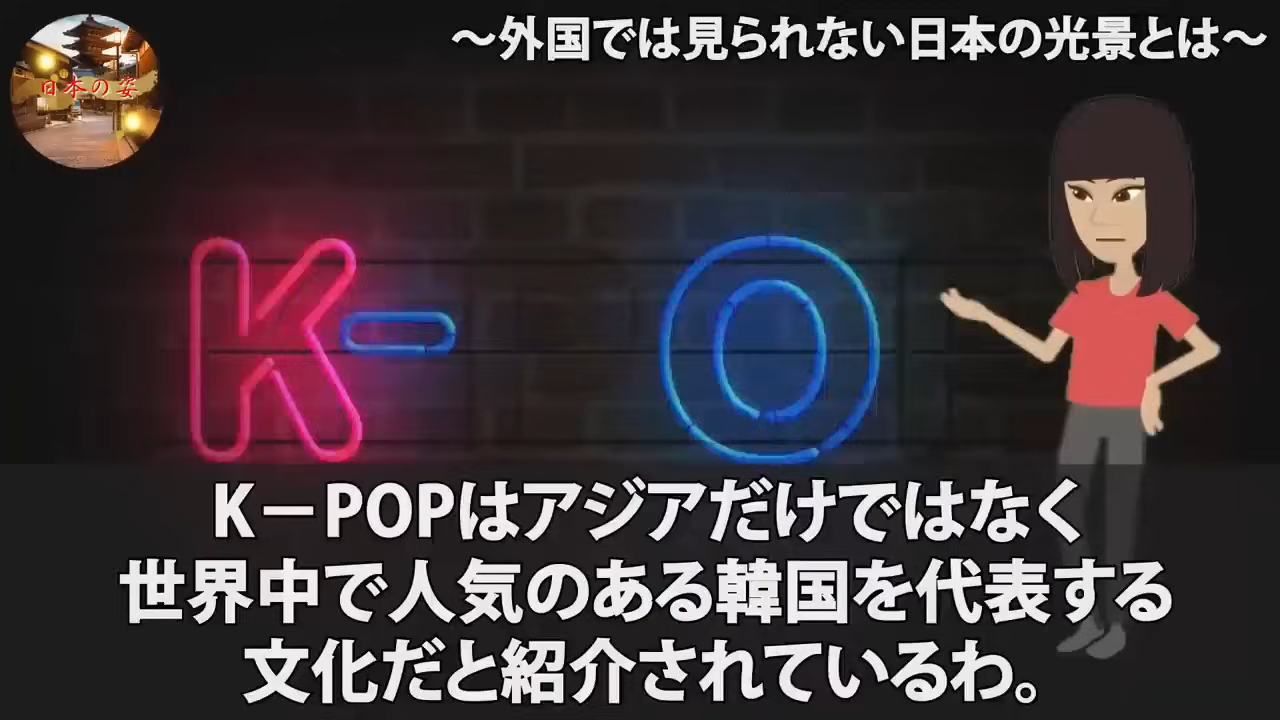 ~外国では見られない日本の光景とは~
日本の姿
K- O
K-POPはアジアだけではなく
世界中で人気のある韓国を代表する
文化だと紹介されているわ。